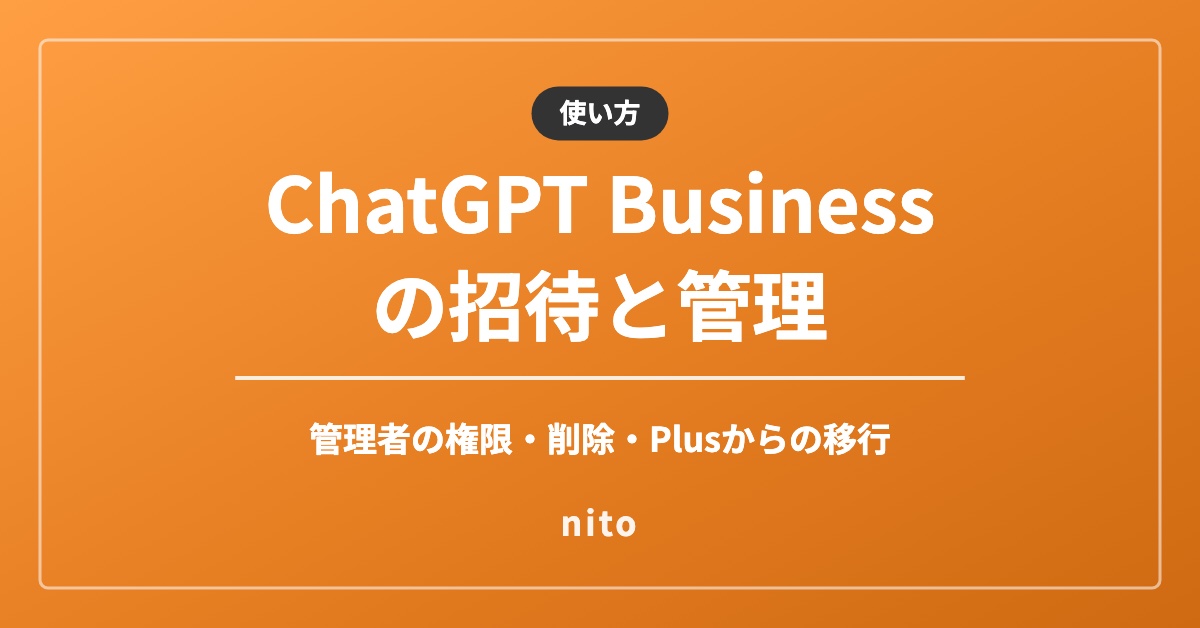 使い方
ChatGPT Business
の招待と管理
管理者の権限・削除・Plusからの移行
nito